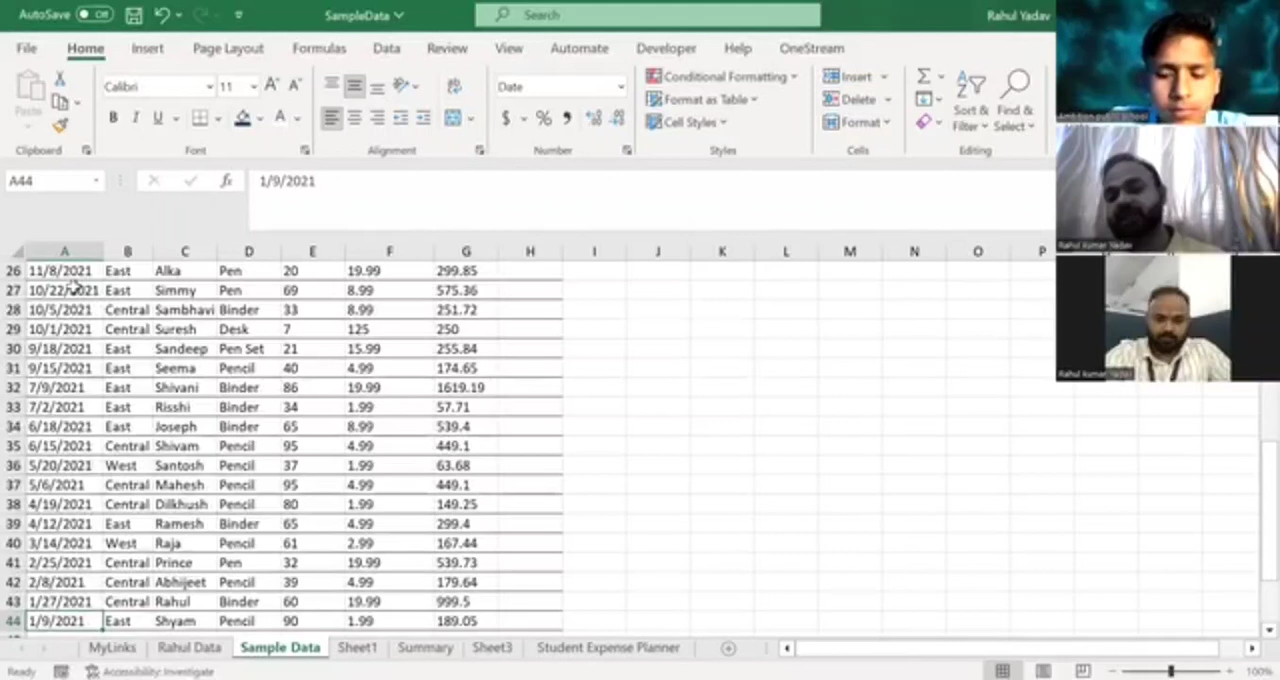 AutoSave Off SampleData Search Rahul Yadav
File Home Insert Page Layout Formulas Data Review View Automate Developer Help OneStream
Calibri 11 Date Conditional Formatting Insert
Paste Format as Table Delete Sort & Find &
B I U $ % Cell Styles Format Filter Select
Clipboard Font Alignment Number Styles Cells Editing
Ambition public school
A44 fx 1/9/2021
Rahul Kumar Yadav
A B C D E F G H I J K L M N O P
26 11/8/2021 East Alka Pen 20 19.99 299.85
27 10/22/2021 East Simmy Pen 69 8.99 575.36
28 10/5/2021 Central Sambhavi Binder 33 8.99 251.72
29 10/1/2021 Central Suresh Desk 7 125 250
30 9/18/2021 East Sandeep Pen Set 21 15.99 255.84
31 9/15/2021 East Seema Pencil 40 4.99 174.65
Rahul Kumar Yadav
32 7/9/2021 East Shivani Binder 86 19.99 1619.19
33 7/2/2021 East Risshi Binder 34 1.99 57.71
34 6/18/2021 East Joseph Binder 65 8.99 539.4
35 6/15/2021 Central Shivam Pencil 95 4.99 449.1
36 5/20/2021 West Santosh Pencil 37 1.99 63.68
37 5/6/2021 Central Mahesh Pencil 95 4.99 449.1
38 4/19/2021 Central Dilkhush Pencil 80 1.99 149.25
39 4/12/2021 East Ramesh Binder 65 4.99 299.4
40 3/14/2021 West Raja Pencil 61 2.99 167.44
41 2/25/2021 Central Prince Pen 32 19.99 539.73
42 2/8/2021 Central Abhijeet Pencil 39 4.99 179.64
43 1/27/2021 Central Rahul Binder 60 19.99 999.5
44 1/9/2021 East Shyam Pencil 90 1.99 189.05
MyLinks Rahul Data Sample Data Sheet1 Summary Sheet3 Student Expense Planner
Ready Accessibility: Investigate 100%